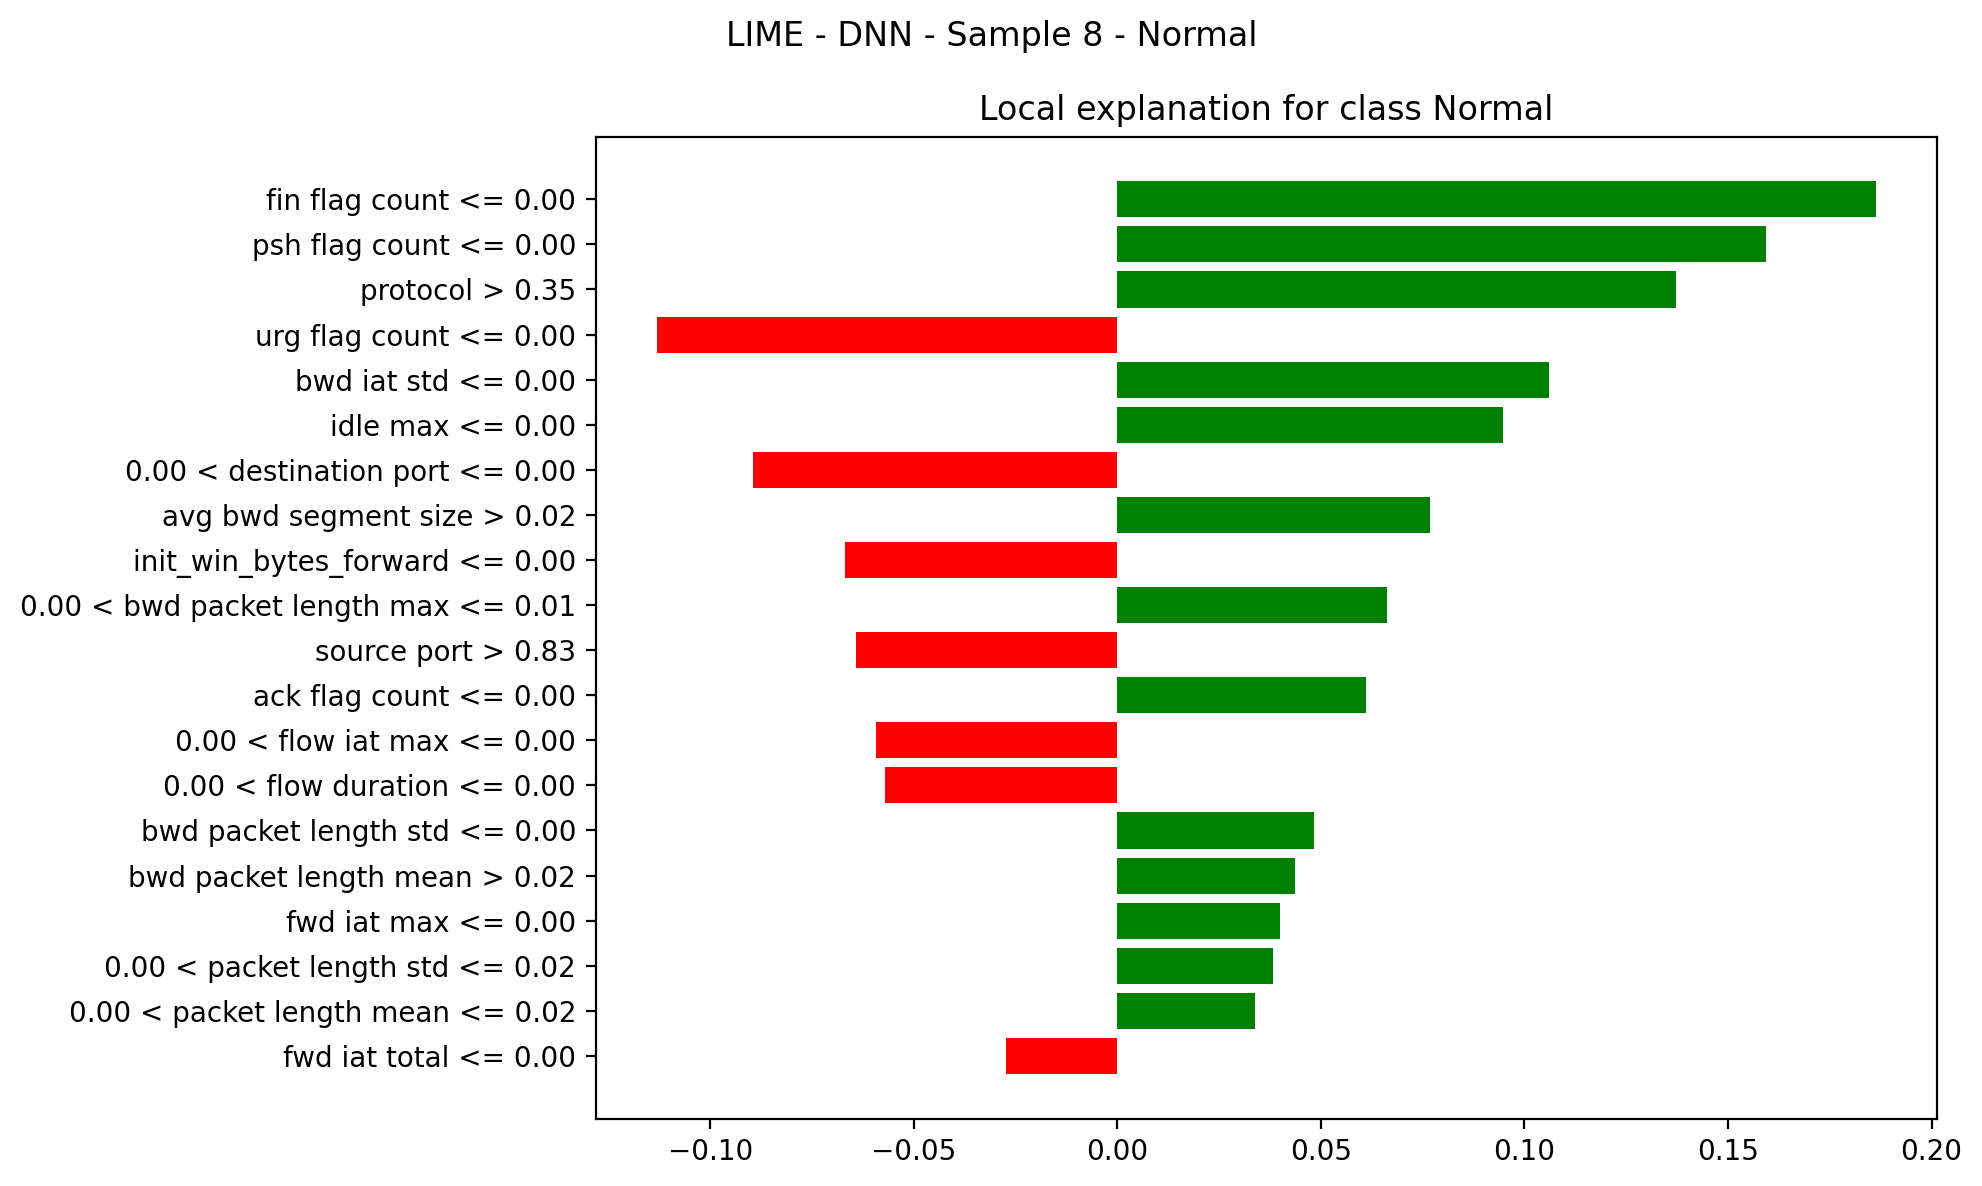 LIME - DNN - Sample 8 - Normal
Local explanation for class Normal
fin flag count <= 0.00
psh flag count <= 0.00
protocol > 0.35
urg flag count <= 0.00
bwd iat std <= 0.00
idle max <= 0.00
0.00 < destination port <= 0.00
avg bwd segment size > 0.02
init_win_bytes_forward <= 0.00
0.00 < bwd packet length max <= 0.01
source port > 0.83
ack flag count <= 0.00
0.00 < flow iat max <= 0.00
0.00 < flow duration <= 0.00
bwd packet length std <= 0.00
bwd packet length mean > 0.02
fwd iat max <= 0.00
0.00 < packet length std <= 0.02
0.00 < packet length mean <= 0.02
fwd iat total <= 0.00
−0.10 −0.05 0.00 0.05 0.10 0.15 0.20